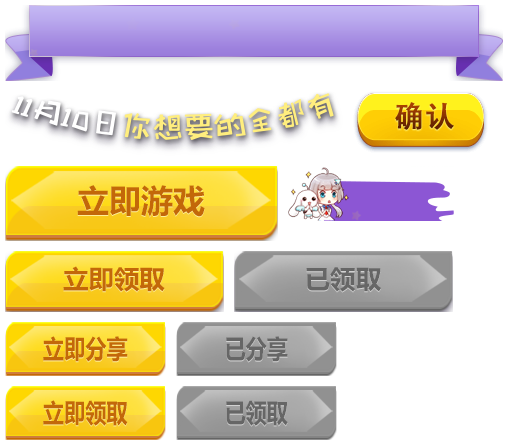 11月10日 你想要的全都有
确认
立即游戏
立即领取
已领取
立即分享
已分享
立即领取
已领取